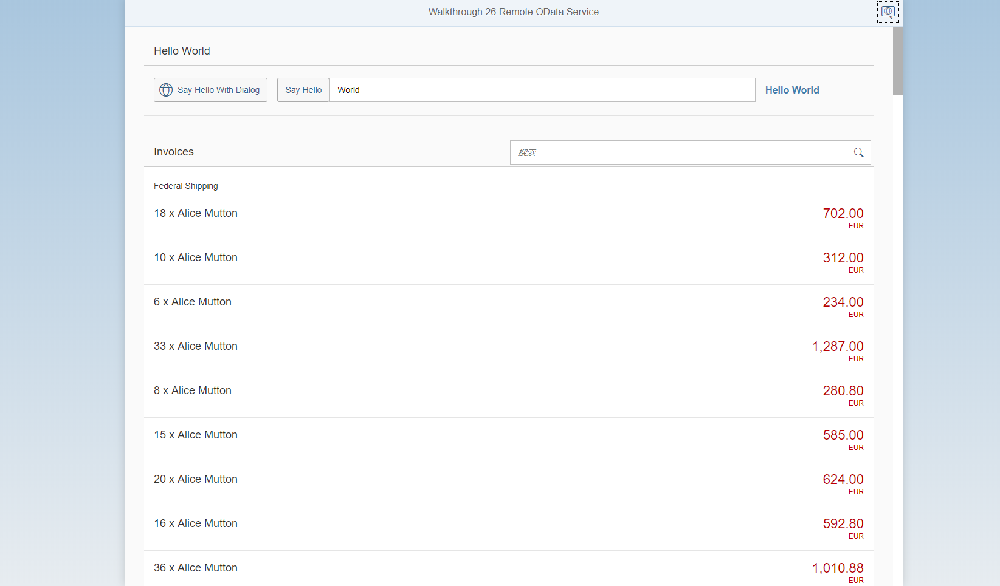 Walkthrough 26 Remote OData Service
Hello World
Say Hello With Dialog
Say Hello
World
Hello World
Invoices
搜索
Federal Shipping
18 x Alice Mutton
702.00
EUR
10 x Alice Mutton
312.00
EUR
6 x Alice Mutton
234.00
EUR
33 x Alice Mutton
1,287.00
EUR
8 x Alice Mutton
280.80
EUR
15 x Alice Mutton
585.00
EUR
20 x Alice Mutton
624.00
EUR
16 x Alice Mutton
592.80
EUR
36 x Alice Mutton
1,010.88
EUR